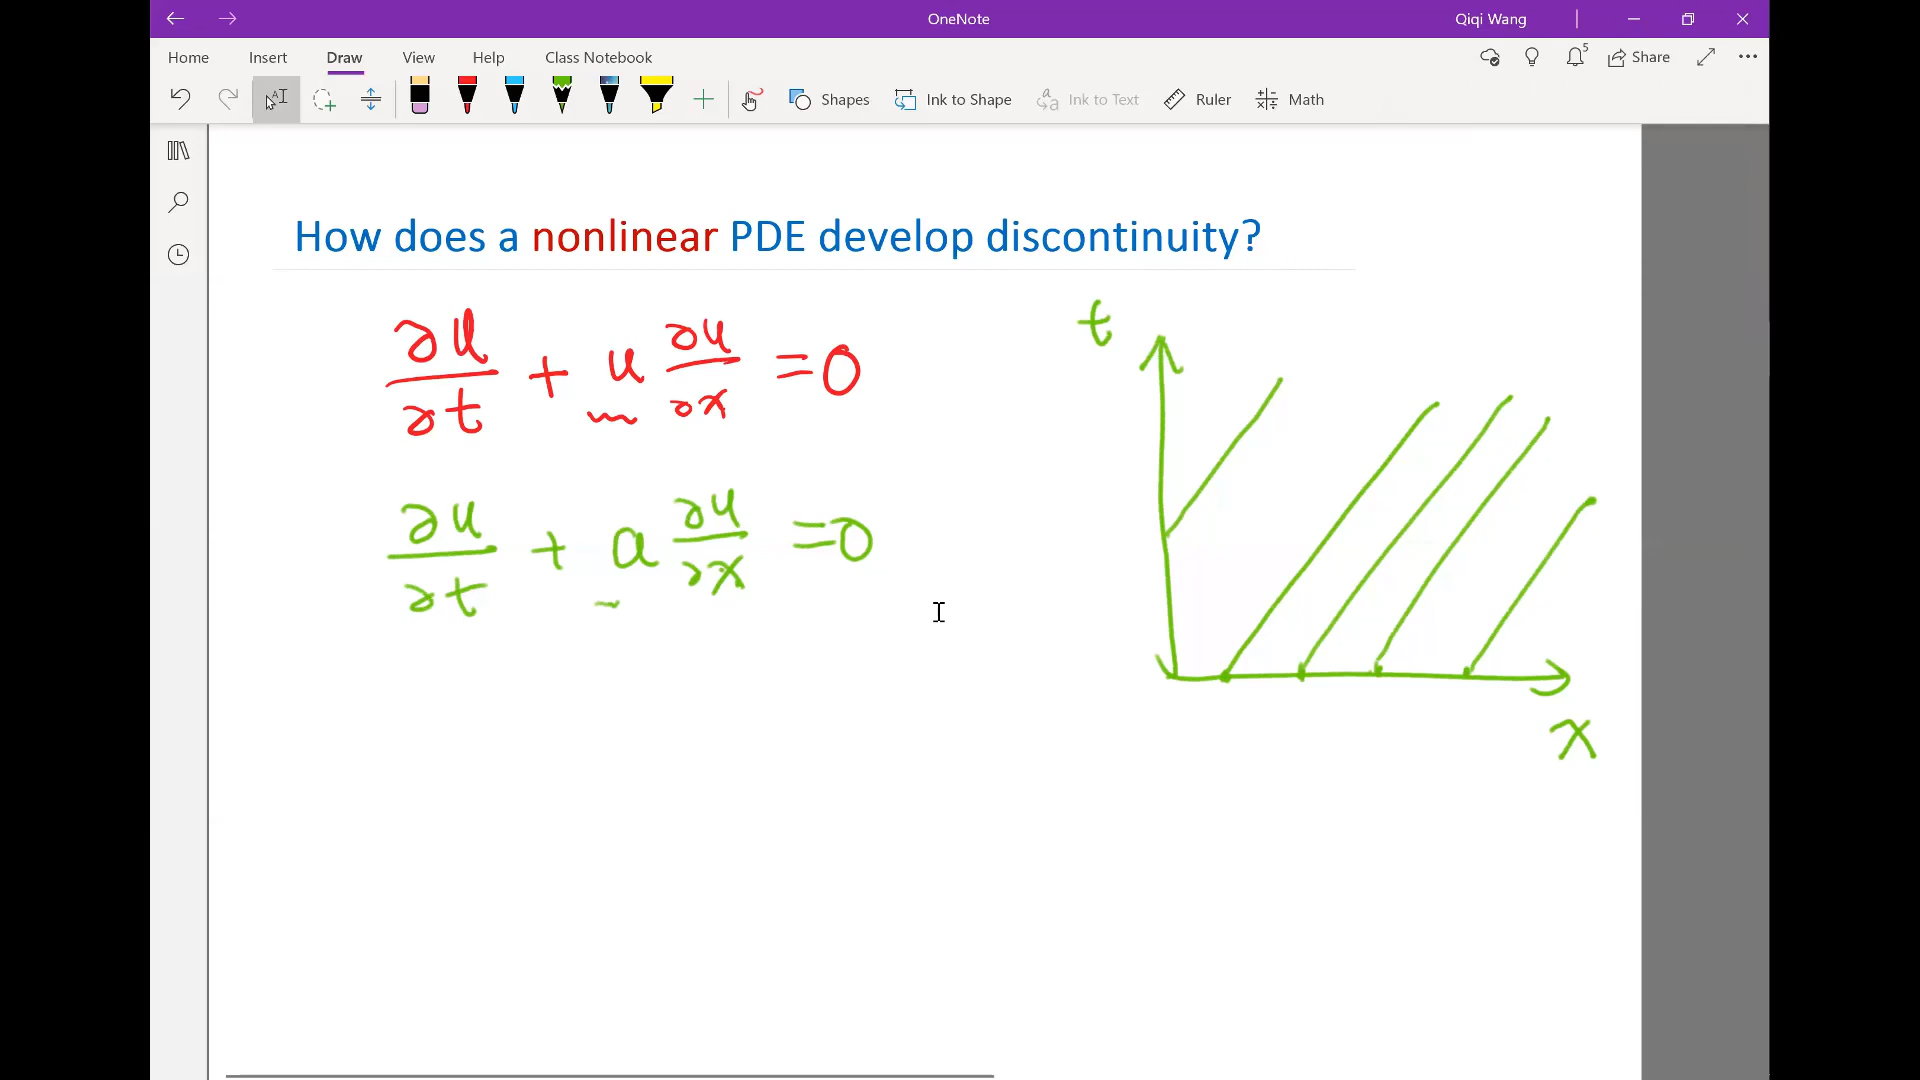 OneNote
Qiqi Wang
Home Insert Draw View Help Class Notebook
5
Share
Shapes Ink to Shape Ink to Text Ruler Math
How does a nonlinear PDE develop discontinuity?
∂u/∂t + u ∂u/∂x = 0
∂u/∂t + a ∂u/∂x = 0
t
x